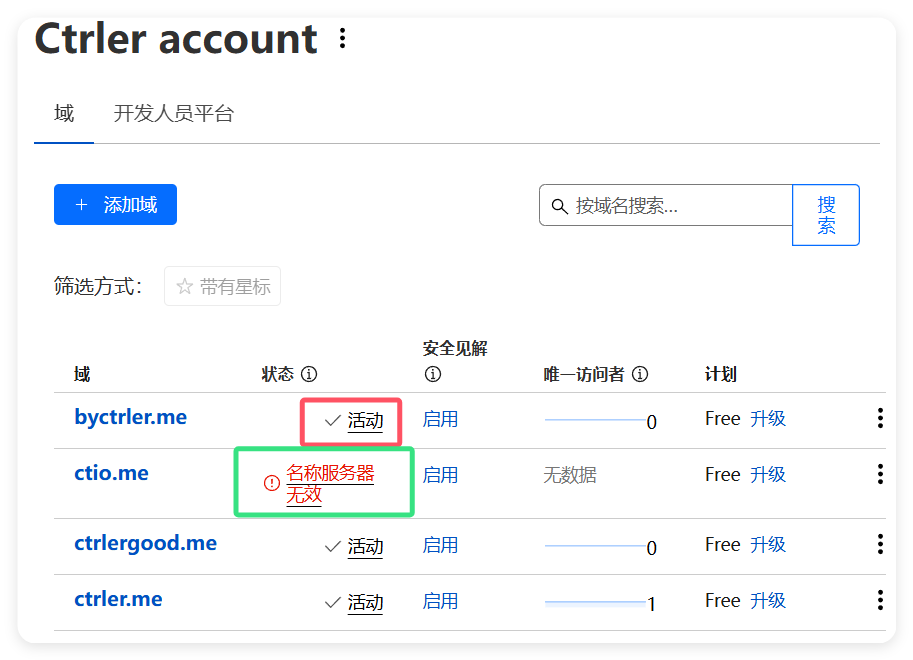 Ctrler account
域 开发人员平台
+ 添加域
按域名搜索... 搜
索
筛选方式： 带有星标
安全见解
域 状态 唯一访问者 计划
byctrler.me 活动 启用 0 Free 升级
ctio.me 名称服务器
无效 启用 无数据 Free 升级
ctrlergood.me 活动 启用 0 Free 升级
ctrler.me 活动 启用 1 Free 升级